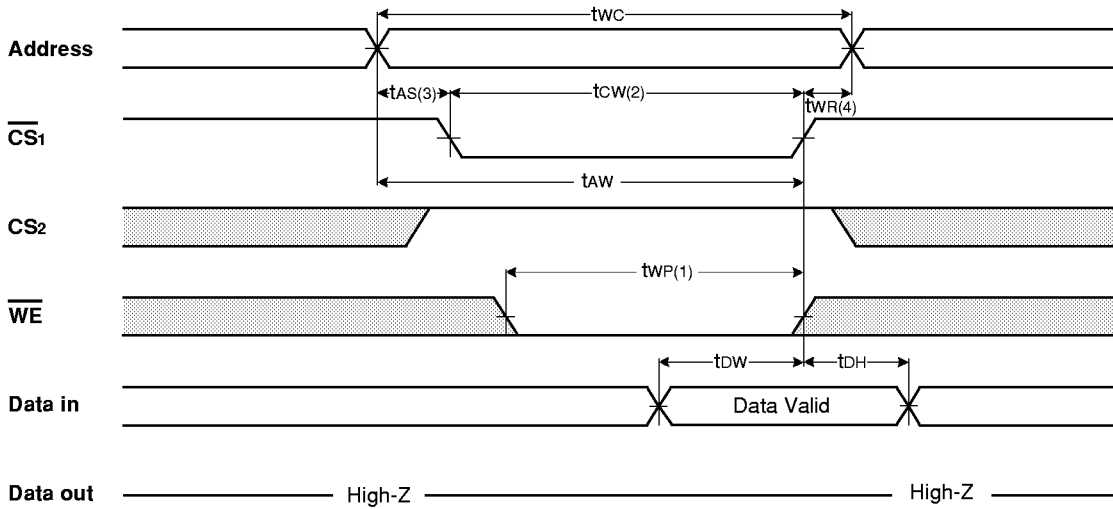 tWC
Address
tAS(3) tCW(2) tWR(4)
CS1
tAW
CS2
tWP(1)
WE
tDW tDH
Data in Data Valid
Data out High-Z High-Z